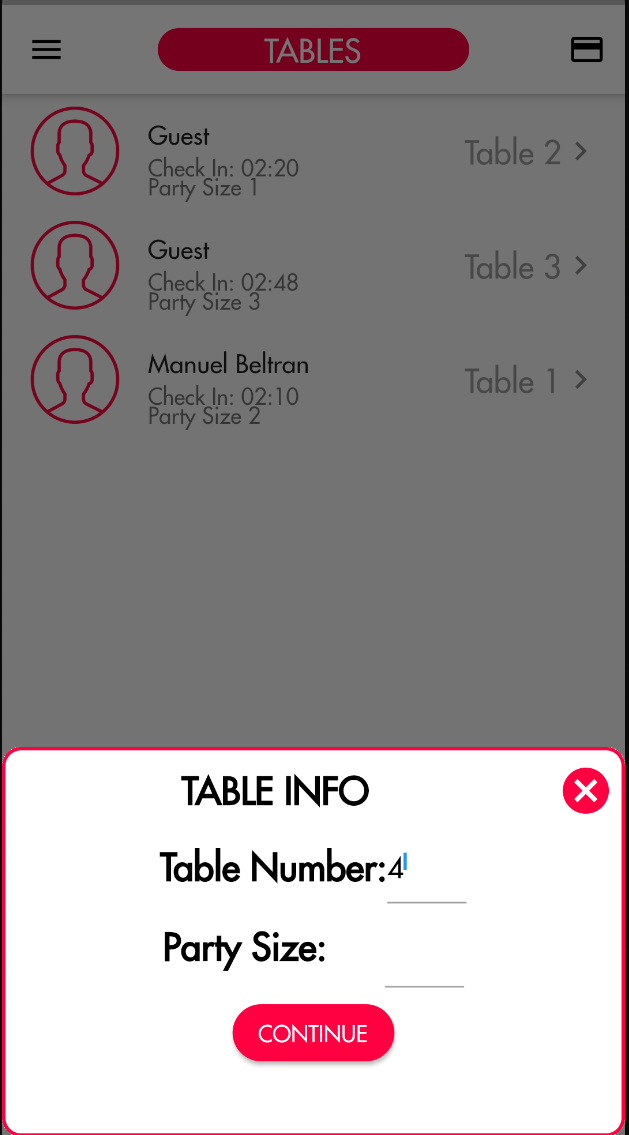 TABLES
Guest
Check In: 02:20
Party Size 1
Table 2
Guest
Check In: 02:48
Party Size 3
Table 3
Manuel Beltran
Check In: 02:10
Party Size 2
Table 1
TABLE INFO
Table Number:4
Party Size:
CONTINUE